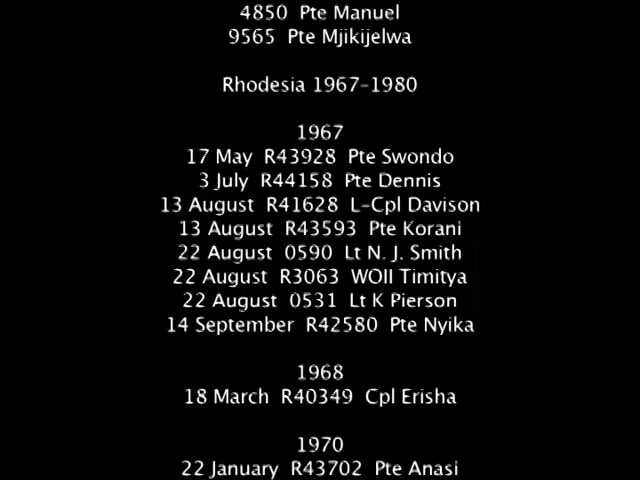 4850 Pte Manuel
9565 Pte Mjikijelwa
Rhodesia 1967-1980
1967
17 May R43928 Pte Swondo
3 July R44158 Pte Dennis
13 August R41628 L-Cpl Davison
13 August R43593 Pte Korani
22 August 0590 Lt N. J. Smith
22 August R3063 WOII Timitya
22 August 0531 Lt K Pierson
14 September R42580 Pte Nyika
1968
18 March R40349 Cpl Erisha
1970
22 January R43702 Pte Anasi